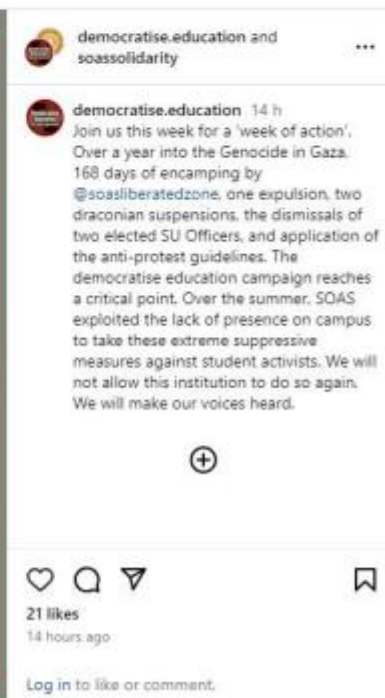 democratise.education and
soassolidarity
democratise.education 14 h
Join us this week for a 'week of action'.
Over a year into the Genocide in Gaza.
168 days of encamping by
@soasliberatedzone, one expulsion, two
draconian suspensions, the dismissals of
two elected SU Officers, and application of
the anti-protest guidelines. The
democratise education campaign reaches
a critical point. Over the summer, SOAS
exploited the lack of presence on campus
to take these extreme suppressive
measures against student activists. We will
not allow this institution to do so again.
We will make our voices heard.
21 likes
14 hours ago
Log in to like or comment.